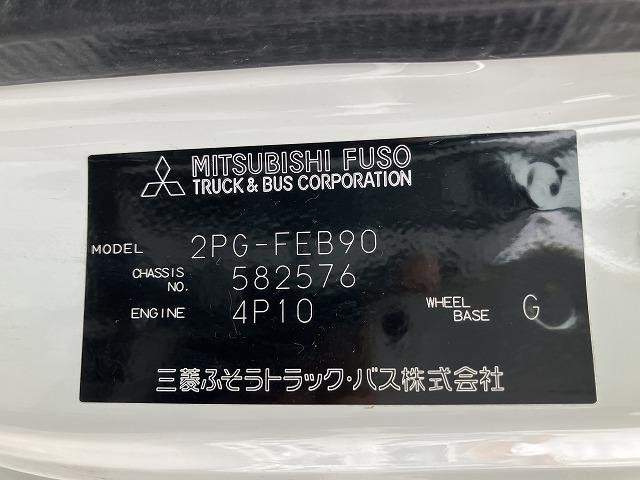 MITSUBISHI FUSO
TRUCK & BUS CORPORATION
MODEL 2PG-FEB90
CHASSIS NO. 582576
ENGINE 4P10 WHEEL BASE G
三菱ふそうトラック・バス株式会社